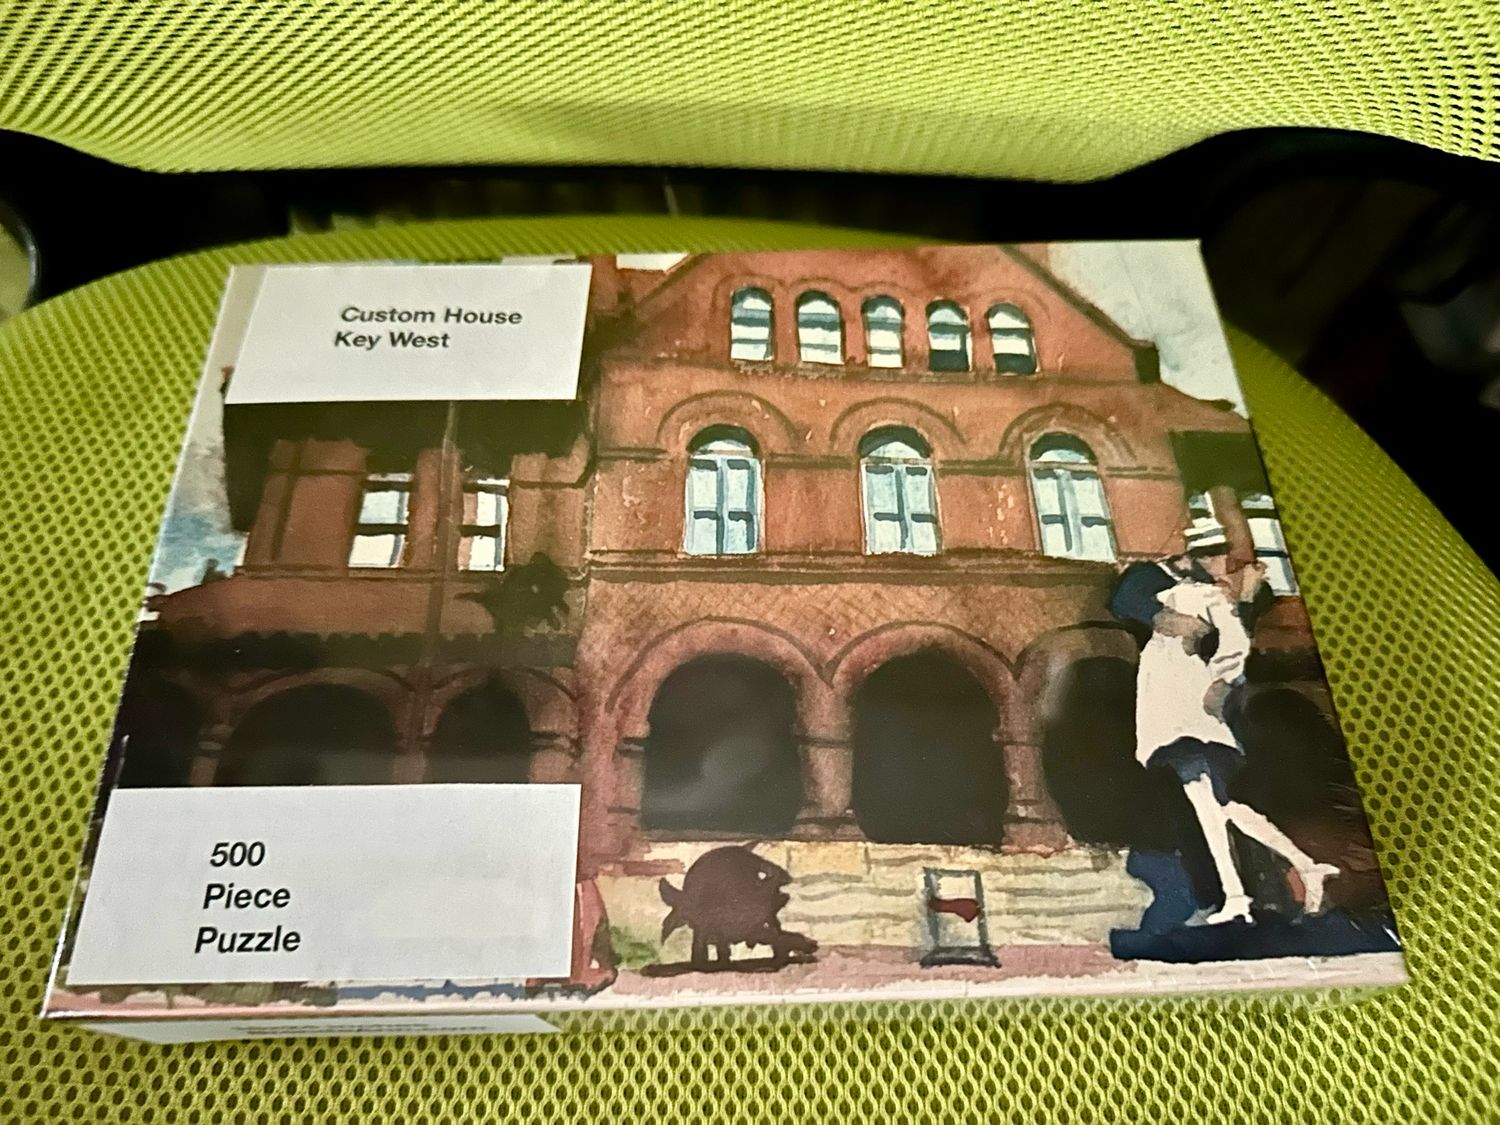 Custom House
Key West
500
Piece
Puzzle